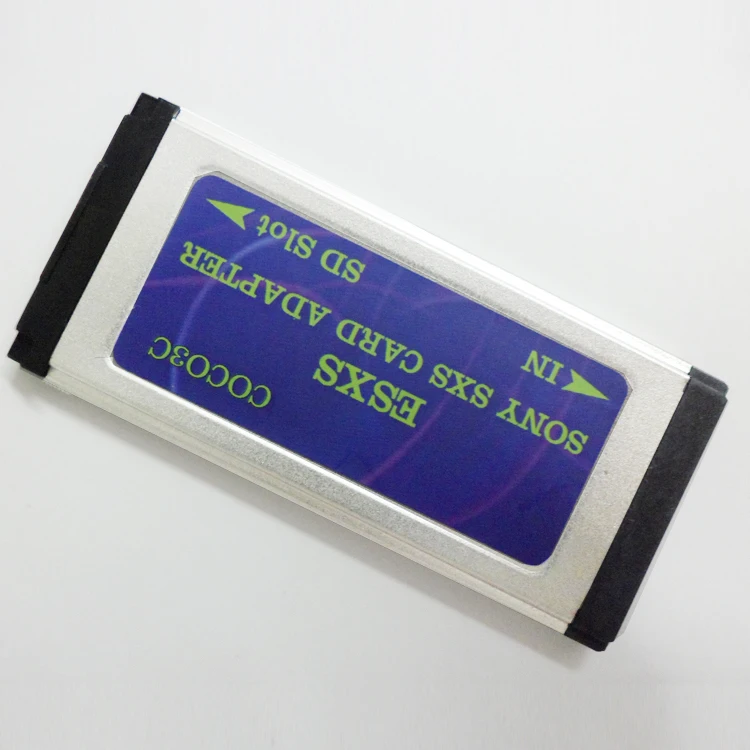 COCO3C
ESXS
SONY SXS CARD ADAPTER
IN
SD Slot